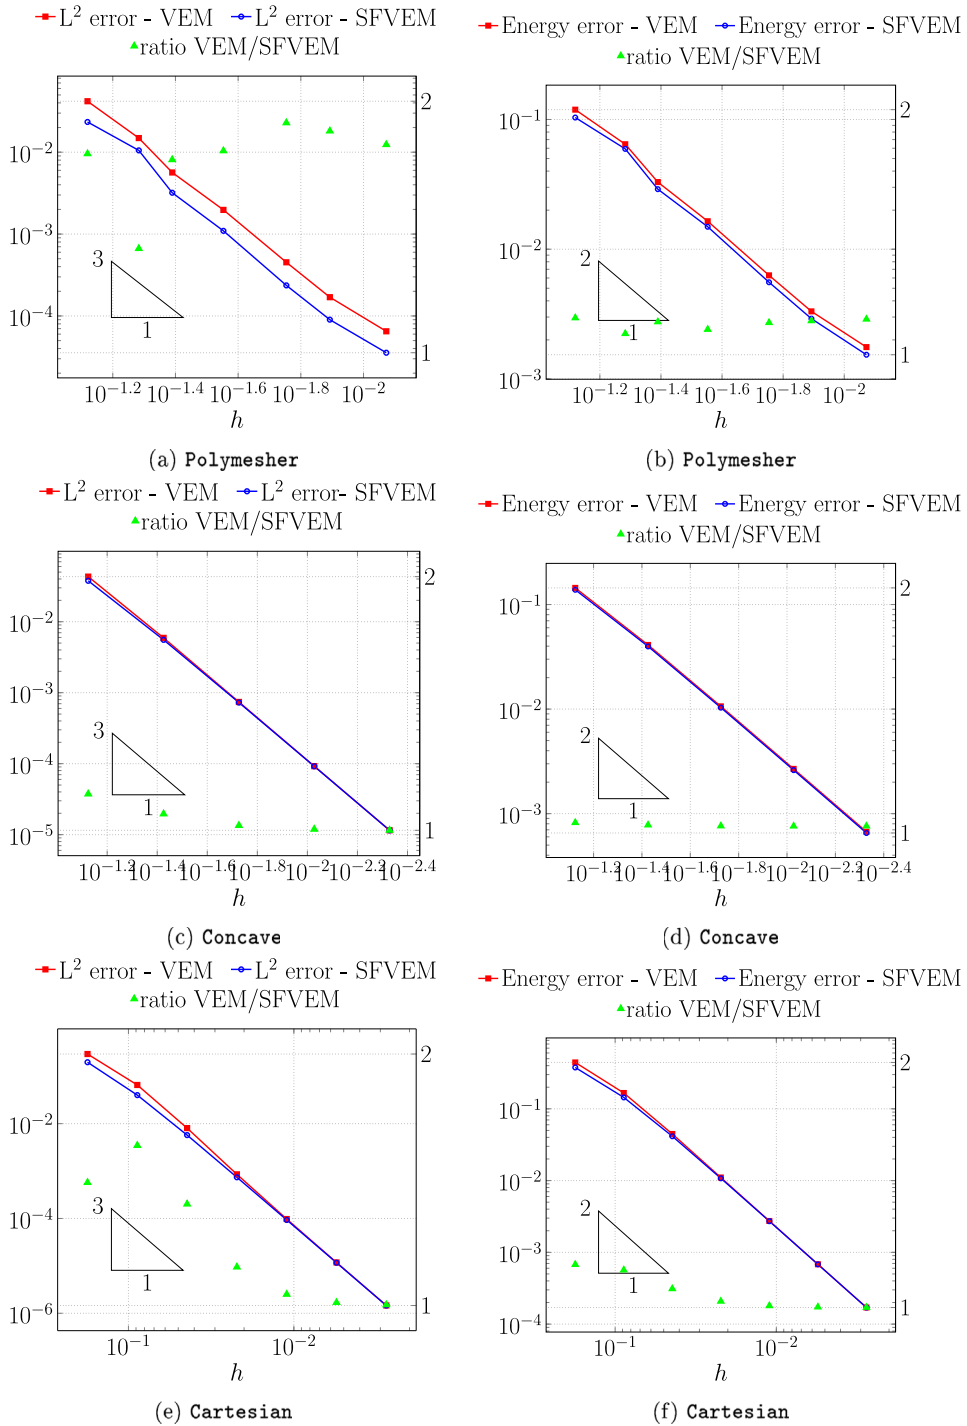 L² error - VEM L² error - SFVEM
ratio VEM/SFVEM
2
10⁻²
10⁻³
3
10⁻⁴
1
1
10⁻¹·² 10⁻¹·⁴ 10⁻¹·⁶ 10⁻¹·⁸ 10⁻²
h
(a) Polymesher
Energy error - VEM Energy error - SFVEM
ratio VEM/SFVEM
10⁻¹
2
10⁻²
2
1
1
10⁻³
10⁻¹·² 10⁻¹·⁴ 10⁻¹·⁶ 10⁻¹·⁸ 10⁻²
h
(b) Polymesher
L² error - VEM L² error- SFVEM
ratio VEM/SFVEM
2
10⁻²
10⁻³
3
10⁻⁴
1
10⁻⁵
1
10⁻¹·² 10⁻¹·⁴ 10⁻¹·⁶ 10⁻¹·⁸ 10⁻² 10⁻²·² 10⁻²·⁴
h
(c) Concave
Energy error - VEM Energy error - SFVEM
ratio VEM/SFVEM
10⁻¹
2
10⁻²
2
10⁻³
1
1
10⁻¹·² 10⁻¹·⁴ 10⁻¹·⁶ 10⁻¹·⁸ 10⁻² 10⁻²·² 10⁻²·⁴
h
(d) Concave
L² error - VEM L² error - SFVEM
ratio VEM/SFVEM
2
10⁻²
3
10⁻⁴
1
10⁻⁶
1
10⁻¹ 10⁻²
h
(e) Cartesian
Energy error - VEM Energy error - SFVEM
ratio VEM/SFVEM
2
10⁻¹
10⁻²
2
10⁻³
1
1
10⁻⁴
10⁻¹ 10⁻²
h
(f) Cartesian